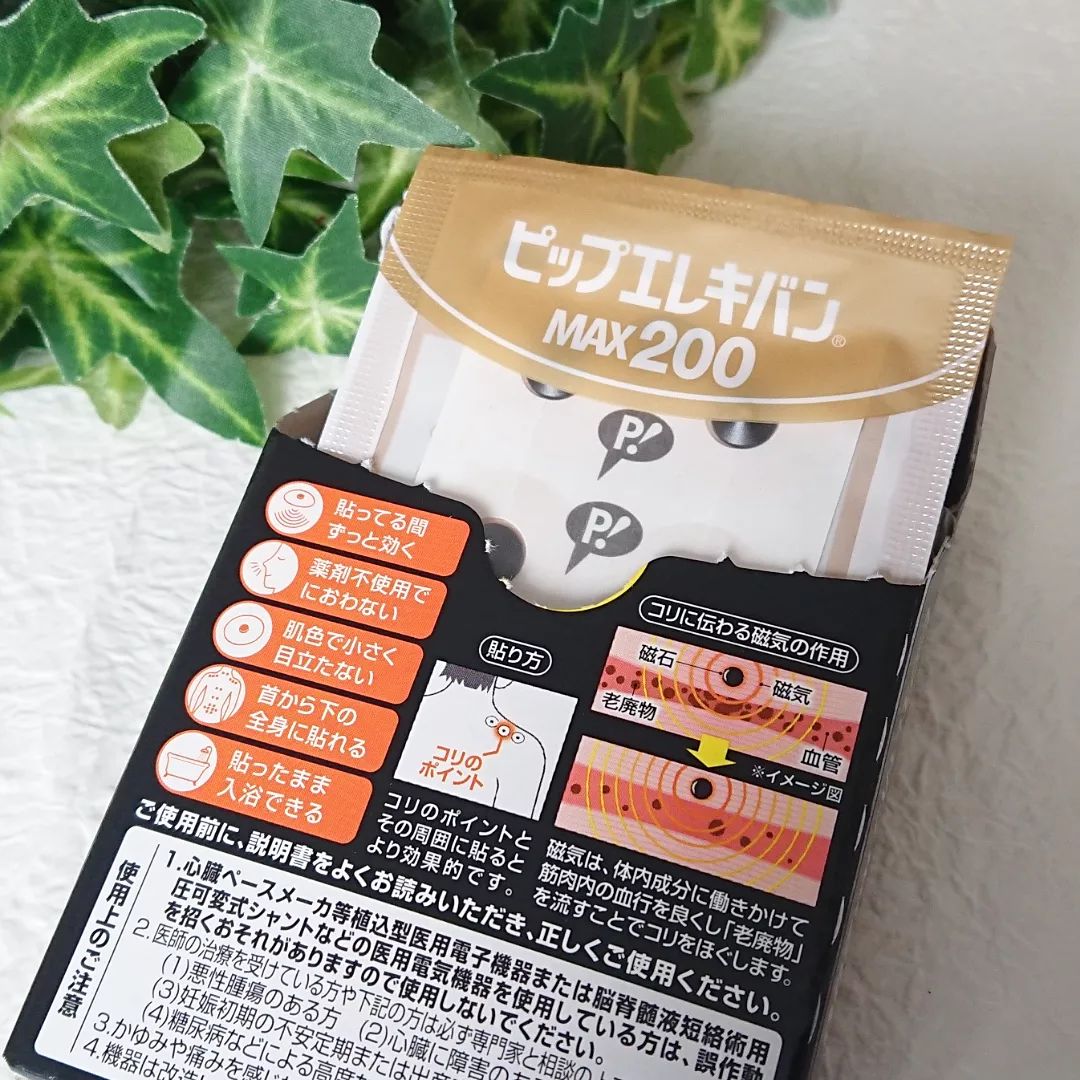 ピップエレキバン®
MAX200
P!
P!
貼ってる間
ずっと効く
薬剤不使用で
におわない
肌色で小さく
目立たない
首から下の
全身に貼れる
貼ったまま
入浴できる
貼り方
コリの
ポイント
コリのポイントと
その周囲に貼ると
より効果的です。
コリに伝わる磁気の作用
磁石
磁気
老廃物
血管
※イメージ図
磁気は、体内成分に働きかけて
筋肉内の血行を良くし「老廃物」
を流すことでコリをほぐします。
ご使用前に、説明書をよくお読みいただき、正しくご使用ください。
使用上のご注意
1.心臓ペースメーカ等植込型医用電子機器または脳脊髄液短絡術用
圧可変式シャントなどの医用電気機器を使用している方は、誤作動
を招くおそれがありますので使用しないでください。
2.医師の治療を受けている方や下記の方は必ず専門家と相談の上
(1)悪性腫瘍のある方 (2)心臓に障害のある
(3)妊娠初期の不安定期または出産
(4)糖尿病などによる高度な
3.かゆみや痛みを感じ
4.機器は改造